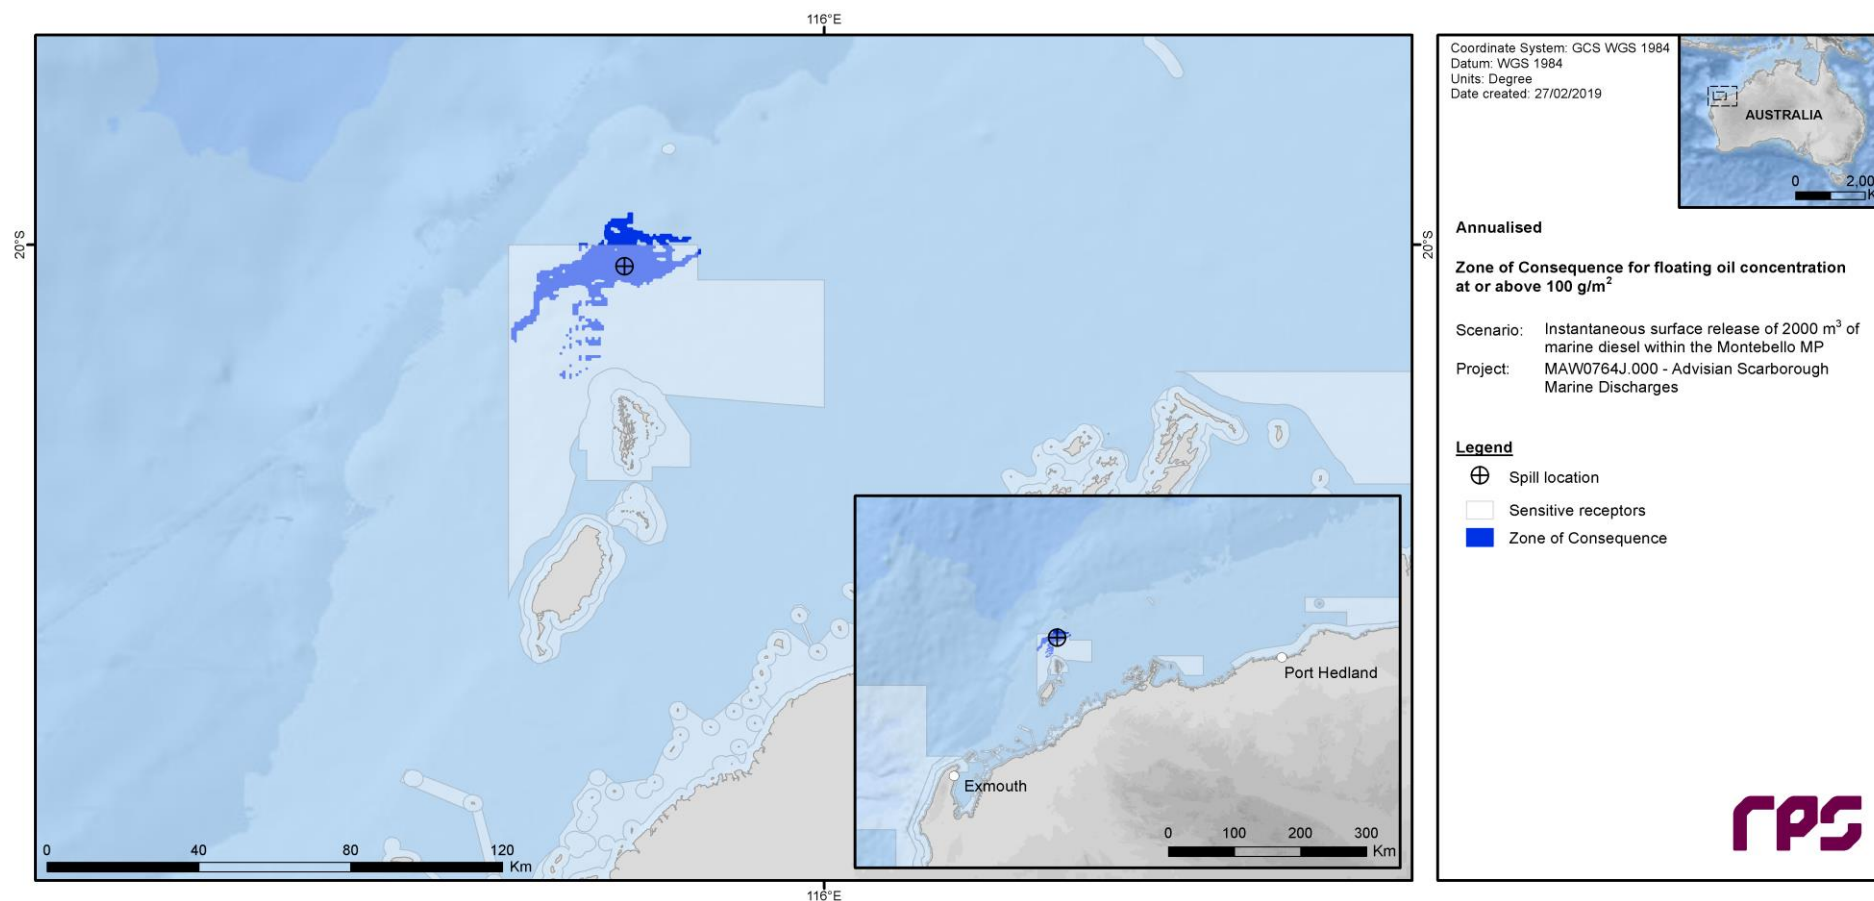 116°E
20°S
20°S
0
40
80
120
Km
116°E
Port Hedland
Exmouth
0
100
200
300
Km
Coordinate System: GCS WGS 1984
Datum: WGS 1984
Units: Degree
Date created: 27/02/2019
AUSTRALIA
0
2,00
K
Annualised
Zone of Consequence for floating oil concentration
at or above 100 g/m²
Scenario: Instantaneous surface release of 2000 m³ of
marine diesel within the Montebello MP
Project: MAW0764J.000 - Advisian Scarborough
Marine Discharges
Legend
Spill location
Sensitive receptors
Zone of Consequence
rps